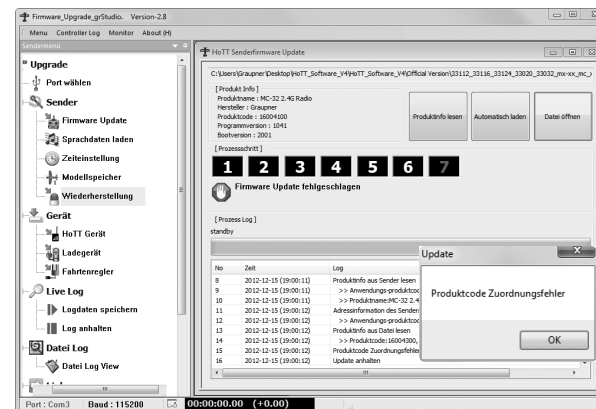 Firmware_Upgrade_grStudio. Version-2.8
Menu Controller Log Monitor About (H)
Sendermenü
Upgrade
Port wählen
Sender
Firmware Update
Sprachdaten laden
Zeiteinstellung
Modellspeicher
Wiederherstellung
Gerät
HoTT Gerät
Ladegerät
Fahrtenregler
Live Log
Logdaten speichern
Log anhalten
Datei Log
Datei Log View
Port : Com3 Baud : 115200 00:00:00.00 (+0.00)
HoTT Senderfirmware Update
C:\Users\Graupner\Desktop\HoTT_Software_V4\HoTT_Software_V4\Official Version\33112_33116_33124_33020_33032_mx-xx_mc_
[ Produkt Info ]
Produktname : MC-32 2.4G Radio
Hersteller : Graupner
Produktcode : 16004100
Programmversion : 1041
Bootversion : 2001
Produktinfo lesen Automatisch laden Datei öffnen
[ Prozessschritt ]
1 2 3 4 5 6 7
Firmware Update fehlgeschlagen
[ Prozess Log ]
standby
No Zeit Log
8 2012-12-15 (19:00:11) Produktinfo aus Sender lesen
9 2012-12-15 (19:00:11) >> Anwendungs-produktcod
10 2012-12-15 (19:00:11) >> Produktname:MC-32 2.4
11 2012-12-15 (19:00:12) Adressinformation des Senders
12 2012-12-15 (19:00:12) >> Anwendungs-produktcod
13 2012-12-15 (19:00:12) Produktinfo aus Datei lesen
14 2012-12-15 (19:00:12) >> Produktcode:16004300,
15 2012-12-15 (19:00:12) Produktcode Zuordnungsfehler
16 2012-12-15 (19:00:12) Update anhalten
Update
Produktcode Zuordnungsfehler
OK